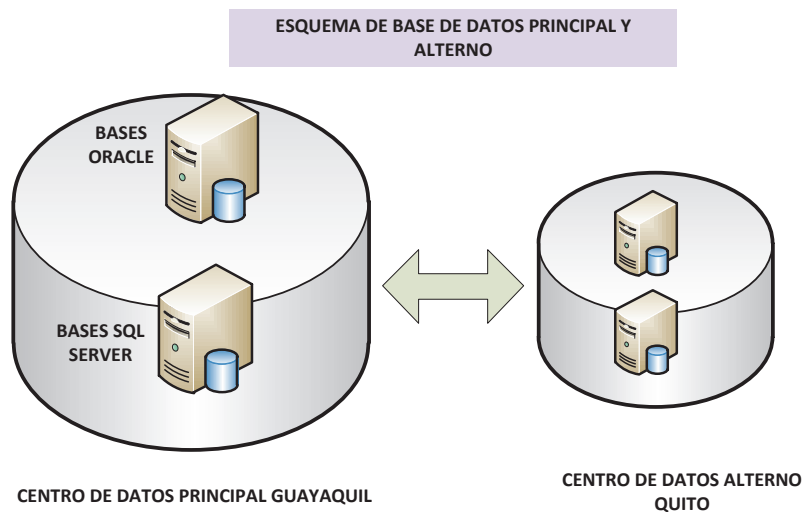 ESQUEMA DE BASE DE DATOS PRINCIPAL Y
ALTERNO
BASES
ORACLE
BASES SQL
SERVER
CENTRO DE DATOS PRINCIPAL GUAYAQUIL
CENTRO DE DATOS ALTERNO
QUITO